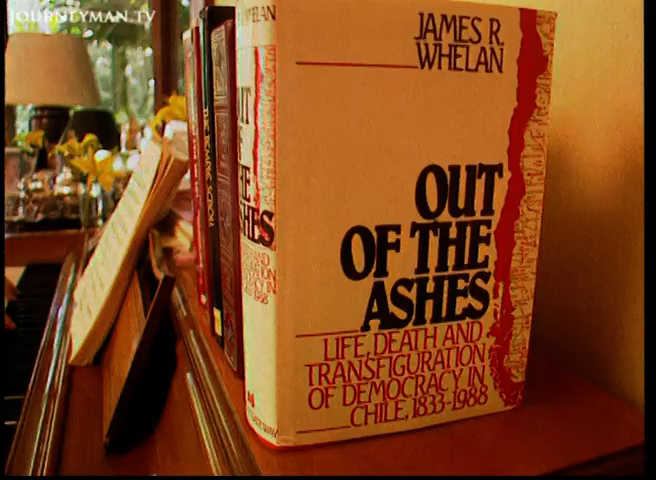 JOURNEYMAN.TV
JAMES R.
WHELAN
OUT
OF THE
ASHES
LIFE, DEATH AND
TRANSFIGURATION
OF DEMOCRACY IN
CHILE, 1833-1988